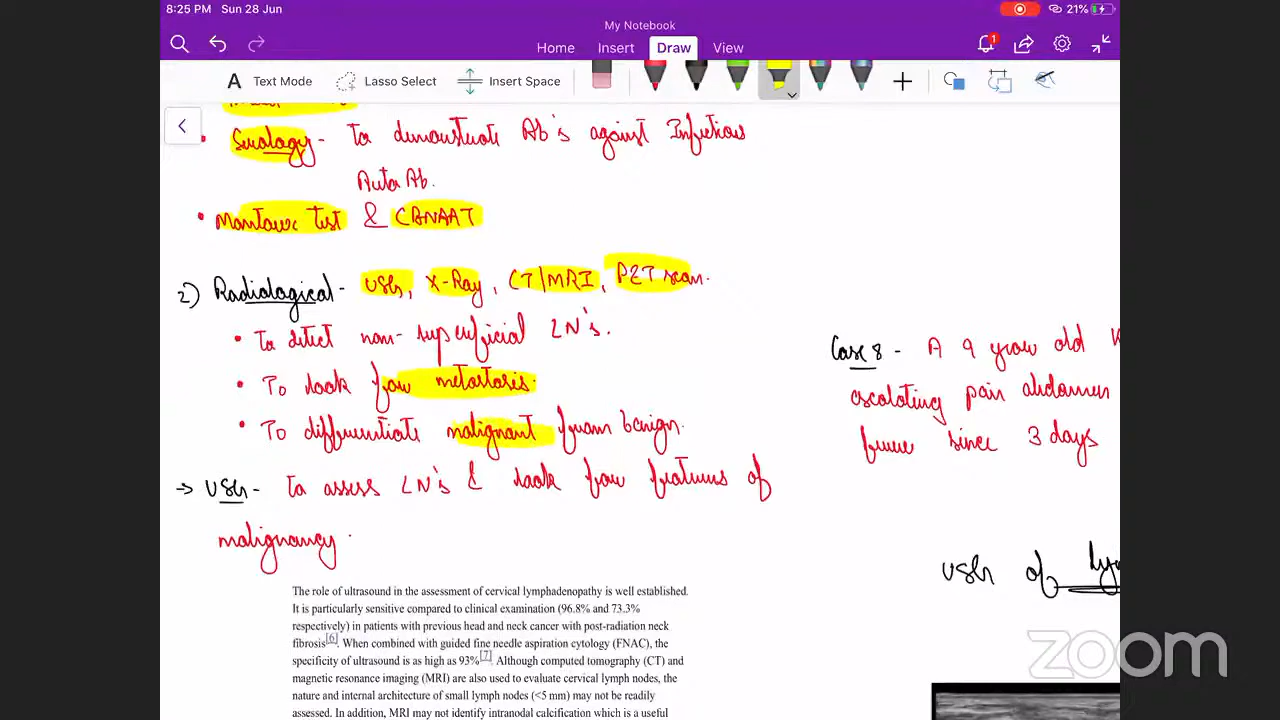 8:25 PM Sun 28 Jun
21%
My Notebook
Home Insert Draw View
1
Text Mode Lasso Select Insert Space
• Serology - To demonstrate Ab's against Infectious
Auto Ab.
• Mantoux test & CBNAAT
2) Radiological - USG, X-Ray, CT/MRI, PET scan.
• To detect non-superficial LN's.
• To look for metastasis.
• To differentiate malignant from benign.
→ USG - To assess LN's & look for features of
malignancy.
The role of ultrasound in the assessment of cervical lymphadenopathy is well established.
It is particularly sensitive compared to clinical examination (96.8% and 73.3%
respectively) in patients with previous head and neck cancer with post-radiation neck
fibrosis[6]. When combined with guided fine needle aspiration cytology (FNAC), the
specificity of ultrasound is as high as 93%[7]. Although computed tomography (CT) and
magnetic resonance imaging (MRI) are also used to evaluate cervical lymph nodes, the
nature and internal architecture of small lymph nodes (<5 mm) may not be readily
assessed. In addition, MRI may not identify intranodal calcification which is a useful
Case 8 - A 9 year old
escalating pain abdomen
fever since 3 days
USG of
zoom